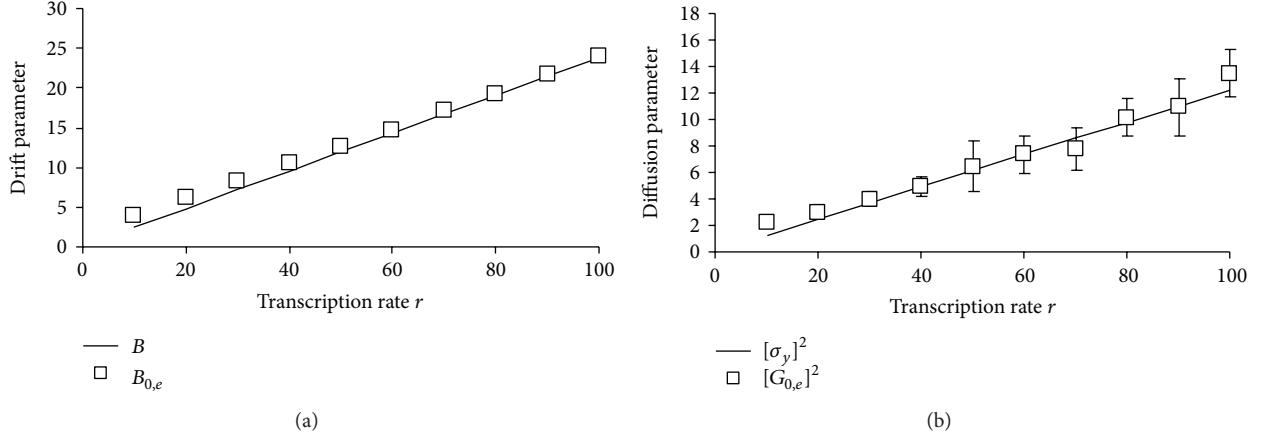 30
25
20
15
10
5
0
Drift parameter
0 20 40 60 80 100
Transcription rate r
B
B0,e
(a)
18
16
14
12
10
8
6
4
2
0
Diffusion parameter
0 20 40 60 80 100
Transcription rate r
[σy]²
[G0,e]²
(b)